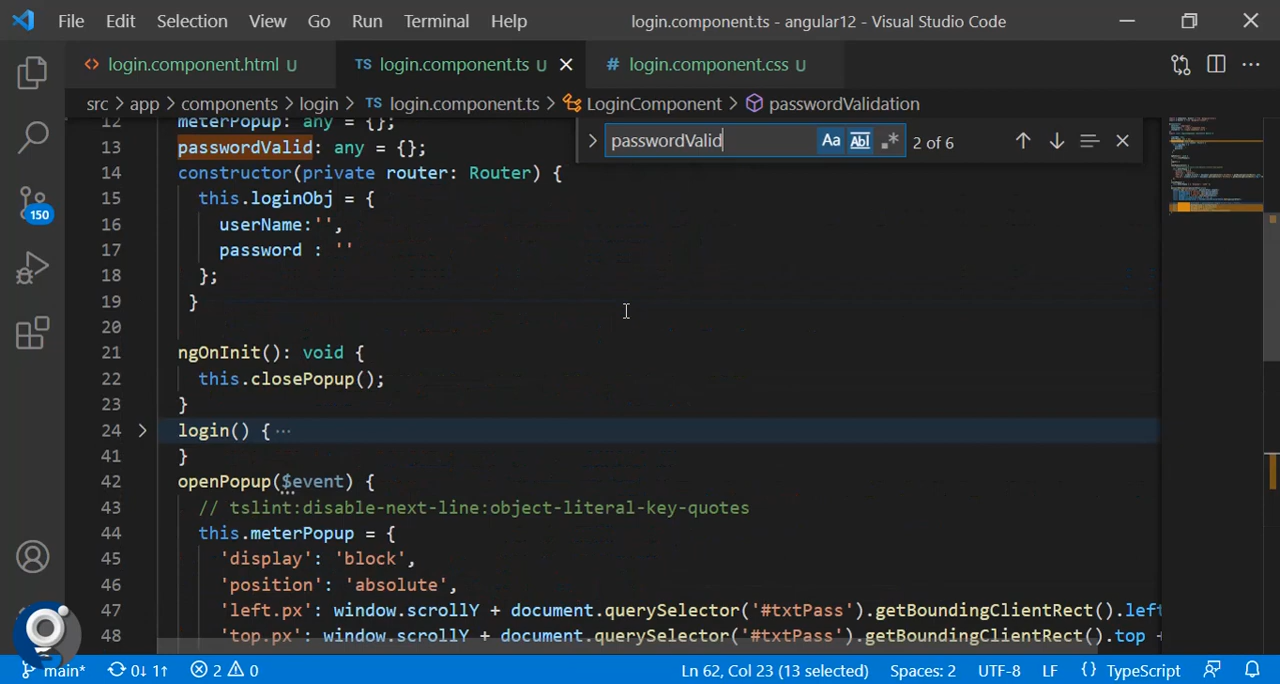 File Edit Selection View Go Run Terminal Help login.component.ts - angular12 - Visual Studio Code
<> login.component.html U TS login.component.ts U # login.component.css U
src > app > components > login > TS login.component.ts > LoginComponent > passwordValidation
passwordValid Aa Abl 2 of 6
12 meterPopup: any = {};
13 passwordValid: any = {};
14 constructor(private router: Router) {
15 this.loginObj = {
16 userName:'',
17 password : ''
18 };
19 }
20
21 ngOnInit(): void {
22 this.closePopup();
23 }
24 login() { ···
41 }
42 openPopup($event) {
43 // tslint:disable-next-line:object-literal-key-quotes
44 this.meterPopup = {
45 'display': 'block',
46 'position': 'absolute',
47 'left.px': window.scrollY + document.querySelector('#txtPass').getBoundingClientRect().left
48 'top.px': window.scrollY + document.querySelector('#txtPass').getBoundingClientRect().top +
150
main* 0↓ 1↑ 2 0 Ln 62, Col 23 (13 selected) Spaces: 2 UTF-8 LF {} TypeScript